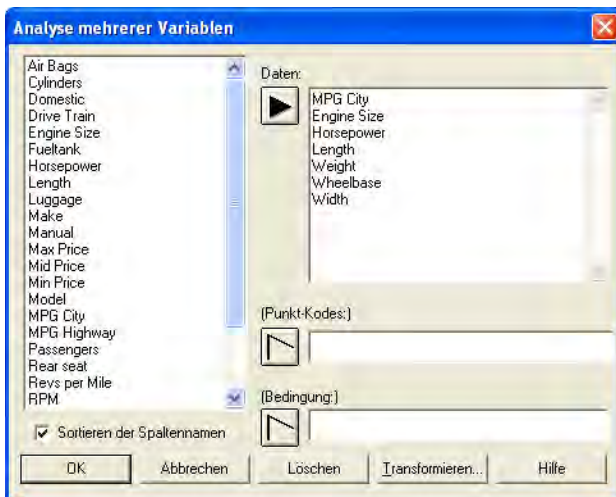 Analyse mehrerer Variablen
Air Bags
Cylinders
Domestic
Drive Train
Engine Size
Fueltank
Horsepower
Length
Luggage
Make
Manual
Max Price
Mid Price
Min Price
Model
MPG City
MPG Highway
Passengers
Rear seat
Revs per Mile
RPM
Sortieren der Spaltennamen
Daten:
MPG City
Engine Size
Horsepower
Length
Weight
Wheelbase
Width
(Punkt-Kodes:)
(Bedingung:)
OK
Abbrechen
Löschen
Transformieren...
Hilfe